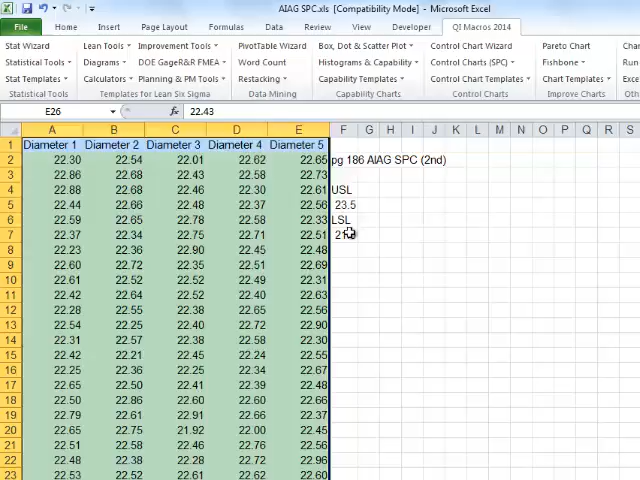 AIAG SPC.xls [Compatibility Mode] - Microsoft Excel
File Home Insert Page Layout Formulas Data Review View Developer QI Macros 2014
Stat Wizard Lean Tools Improvement Tools PivotTable Wizard Box, Dot & Scatter Plot Control Chart Wizard Pareto Chart
Statistical Tools Diagrams DOE GageR&R FMEA Word Count Histograms & Capability Control Charts (SPC) Fishbone
Stat Templates Calculators Planning & PM Tools Restacking Capability Templates Control Chart Templates Chart Templates
Statistical Tools Templates for Lean Six Sigma Data Mining Control Charts Improve Charts
E26 fx 22.43
A B C D E F G H I J K L M N O P Q R S
1 Diameter 1 Diameter 2 Diameter 3 Diameter 4 Diameter 5
2 22.30 22.54 22.01 22.62 22.65 pg 186 AIAG SPC (2nd)
3 22.86 22.68 22.43 22.58 22.73
4 22.88 22.68 22.46 22.30 22.61 USL
5 22.44 22.66 22.48 22.37 22.56 23.5
6 22.59 22.65 22.78 22.58 22.33 LSL
7 22.37 22.34 22.75 22.71 22.51
8 22.23 22.36 22.90 22.45 22.48
9 22.60 22.72 22.35 22.51 22.69
10 22.61 22.52 22.52 22.49 22.31
11 22.42 22.64 22.52 22.40 22.63
12 22.28 22.55 22.38 22.65 22.56
13 22.54 22.25 22.40 22.72 22.90
14 22.31 22.57 22.38 22.58 22.30
15 22.42 22.21 22.45 22.24 22.55
16 22.36 22.36 22.25 22.34 22.67
17 22.65 22.50 22.41 22.39 22.48
18 22.50 22.86 22.60 22.60 22.66
19 22.79 22.61 22.91 22.66 22.37
20 22.65 22.75 21.92 22.00 22.45
21 22.51 22.58 22.46 22.76 22.56
22 22.48 22.38 22.28 22.72 22.96
23 22.53 22.52 22.61 22.62 22.60